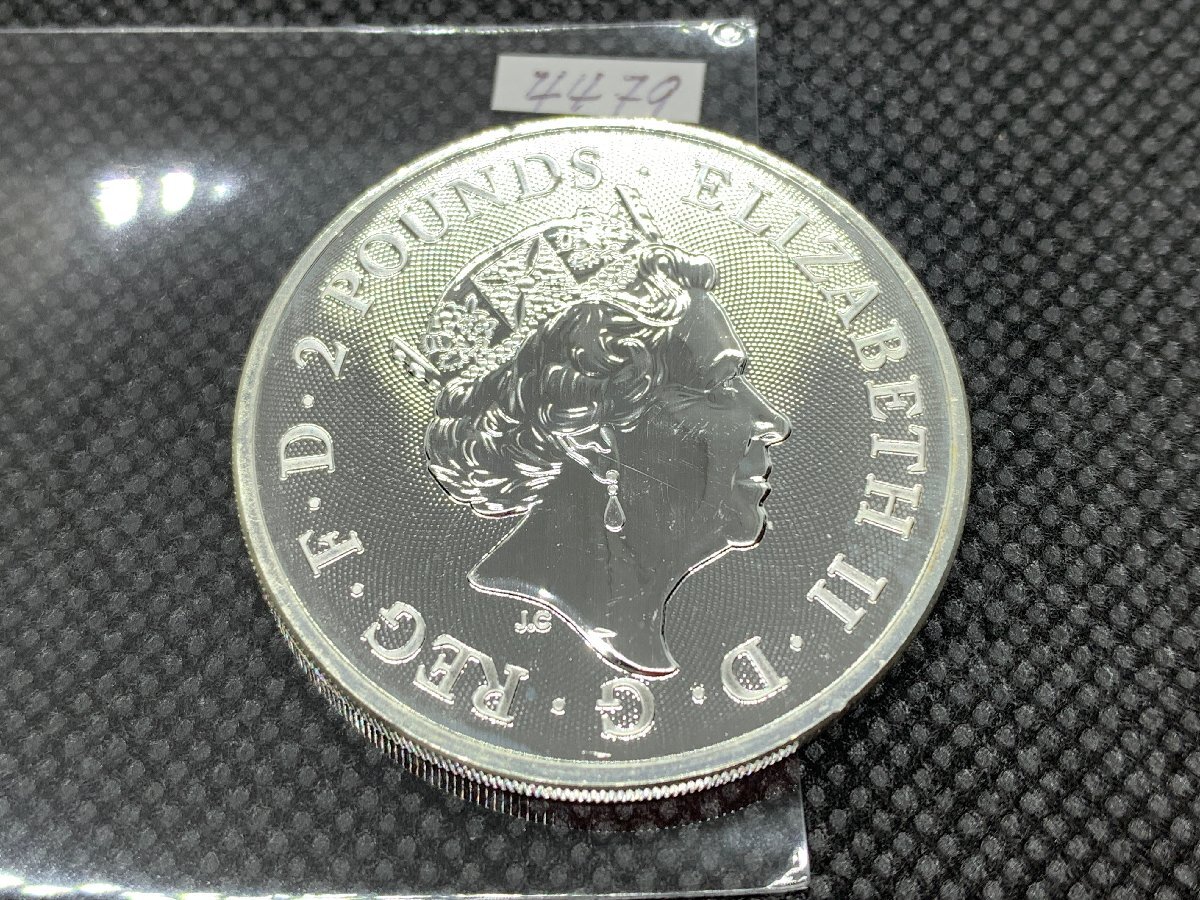 4479
ELIZABETH II · D · G · REG · F · D · 2 POUNDS ·
J.C